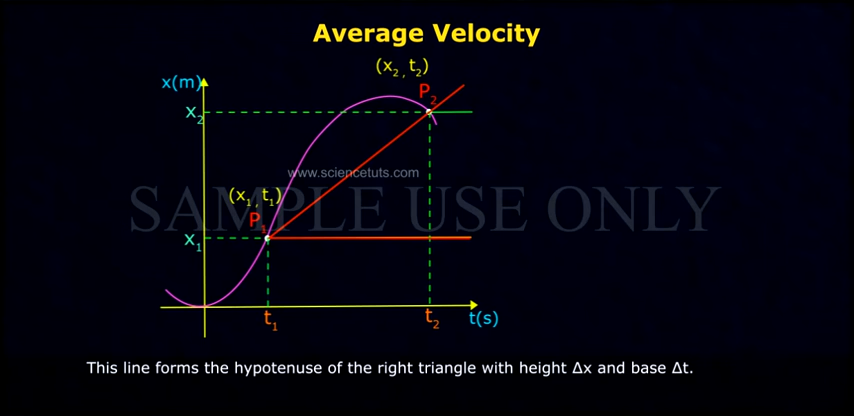 Average Velocity
(x₂, t₂)
x(m)
P₂
x₂
www.sciencetuts.com
(x₁, t₁)
SAMPLE USE ONLY
P₁
x₁
t₁
t₂
t(s)
This line forms the hypotenuse of the right triangle with height Δx and base Δt.